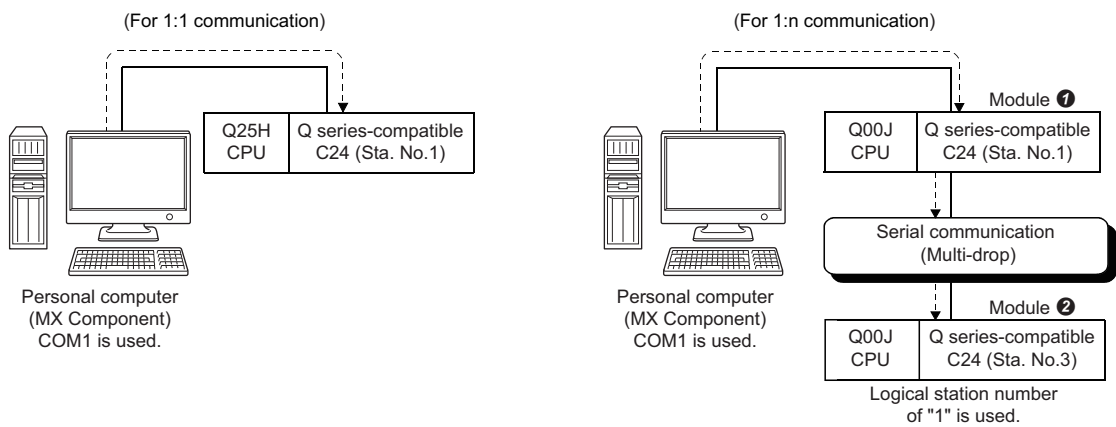 (For 1:1 communication)
Q25H
CPU
Q series-compatible
C24 (Sta. No.1)
Personal computer
(MX Component)
COM1 is used.
(For 1:n communication)
Module ❶
Q00J
CPU
Q series-compatible
C24 (Sta. No.1)
Serial communication
(Multi-drop)
Module ❷
Q00J
CPU
Q series-compatible
C24 (Sta. No.3)
Logical station number
of "1" is used.
Personal computer
(MX Component)
COM1 is used.